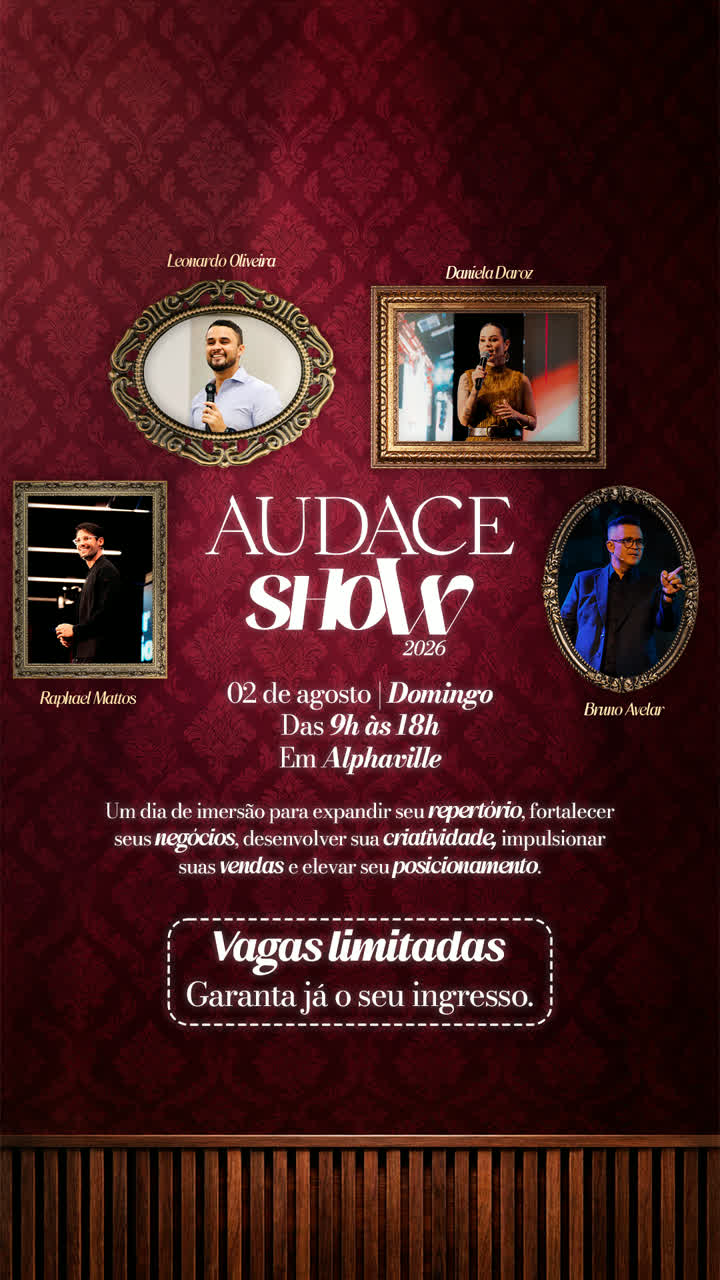 Leonardo Oliveira
Daniela Daroz
AUDACE
SHOW
2026
Raphael Mattos
Bruno Avelar
02 de agosto | Domingo
Das 9h às 18h
Em Alphaville
Um dia de imersão para expandir seu repertório, fortalecer
seus negócios, desenvolver sua criatividade, impulsionar
suas vendas e elevar seu posicionamento.
Vagas limitadas
Garanta já o seu ingresso.